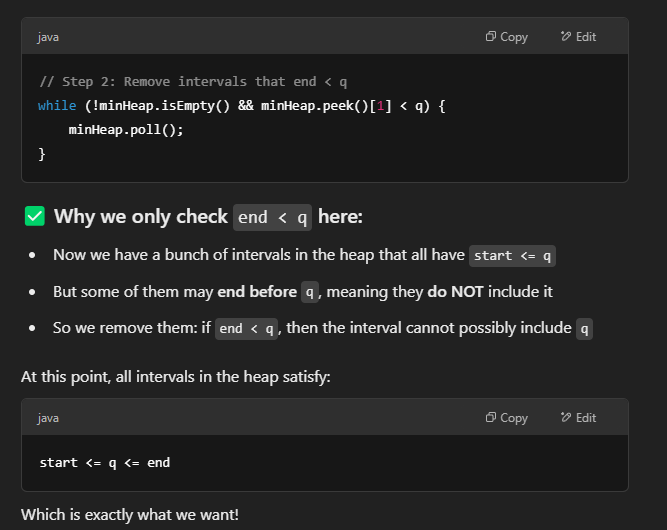 java
Copy
Edit
// Step 2: Remove intervals that end < q
while (!minHeap.isEmpty() && minHeap.peek()[1] < q) {
    minHeap.poll();
}
✅ Why we only check end < q here:
• Now we have a bunch of intervals in the heap that all have start <= q
• But some of them may end before q, meaning they do NOT include it
• So we remove them: if end < q, then the interval cannot possibly include q
At this point, all intervals in the heap satisfy:
java
Copy
Edit
start <= q <= end
Which is exactly what we want!